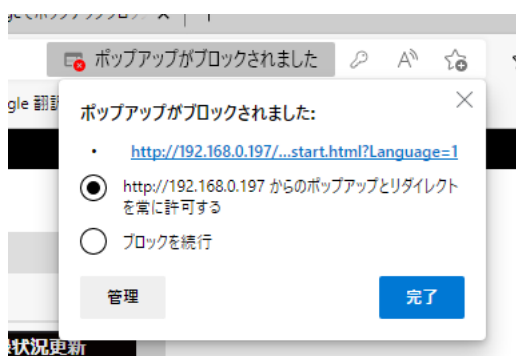 ポップアップがブロックされました
gle 翻訳
ポップアップがブロックされました:
http://192.168.0.197/...start.html?Language=1
http://192.168.0.197 からのポップアップとリダイレクト
を常に許可する
ブロックを続行
管理
完了
状況更新